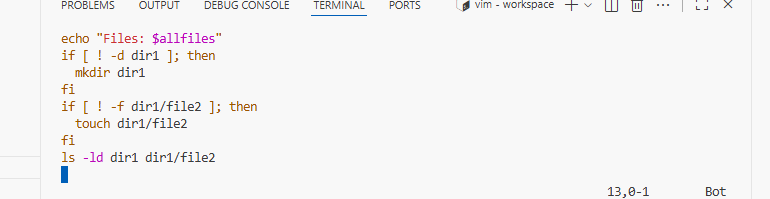 PROBLEMS OUTPUT DEBUG CONSOLE TERMINAL PORTS vim - workspace
echo "Files: $allfiles"
if [ ! -d dir1 ]; then
  mkdir dir1
fi
if [ ! -f dir1/file2 ]; then
  touch dir1/file2
fi
ls -ld dir1 dir1/file2
13,0-1 Bot